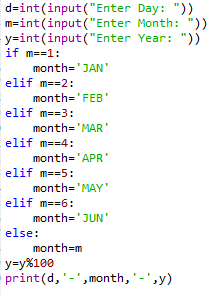 d=int(input("Enter Day: "))
m=int(input("Enter Month: "))
y=int(input("Enter Year: "))
if m==1:
    month='JAN'
elif m==2:
    month='FEB'
elif m==3:
    month='MAR'
elif m==4:
    month='APR'
elif m==5:
    month='MAY'
elif m==6:
    month='JUN'
else:
    month=m
y=y%100
print(d,'-',month,'-',y)